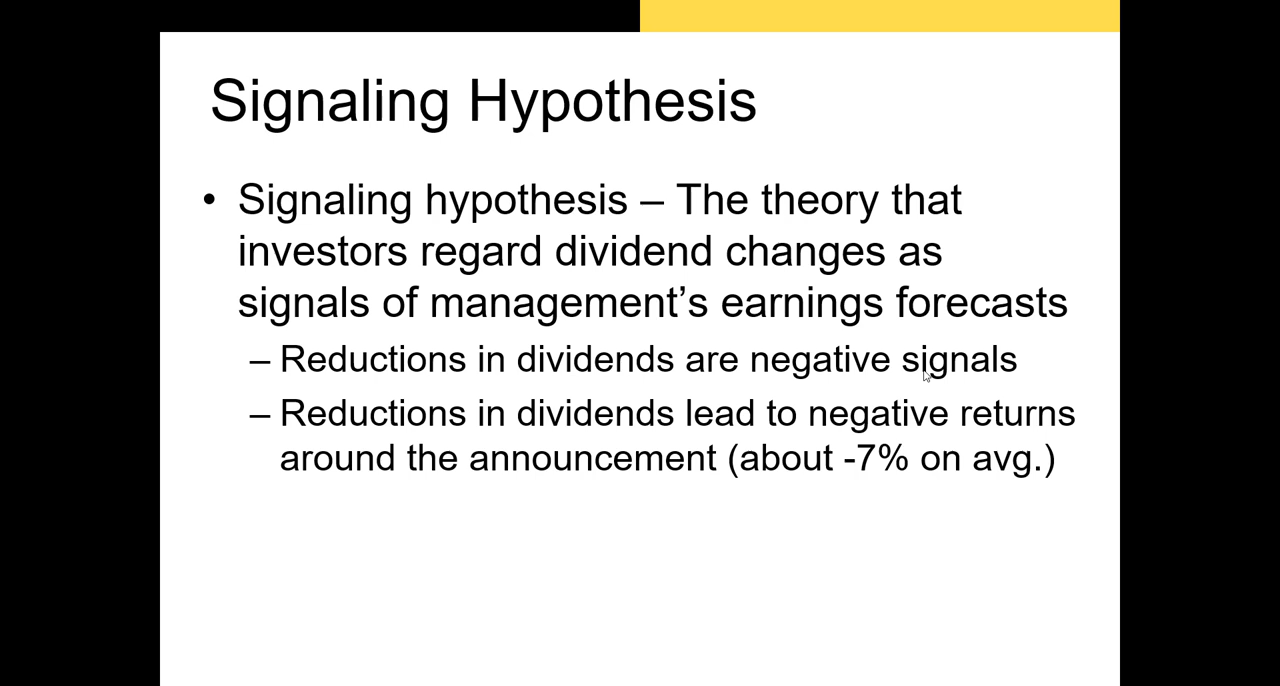 Signaling Hypothesis
• Signaling hypothesis – The theory that
investors regard dividend changes as
signals of management’s earnings forecasts
– Reductions in dividends are negative signals
– Reductions in dividends lead to negative returns
around the announcement (about -7% on avg.)